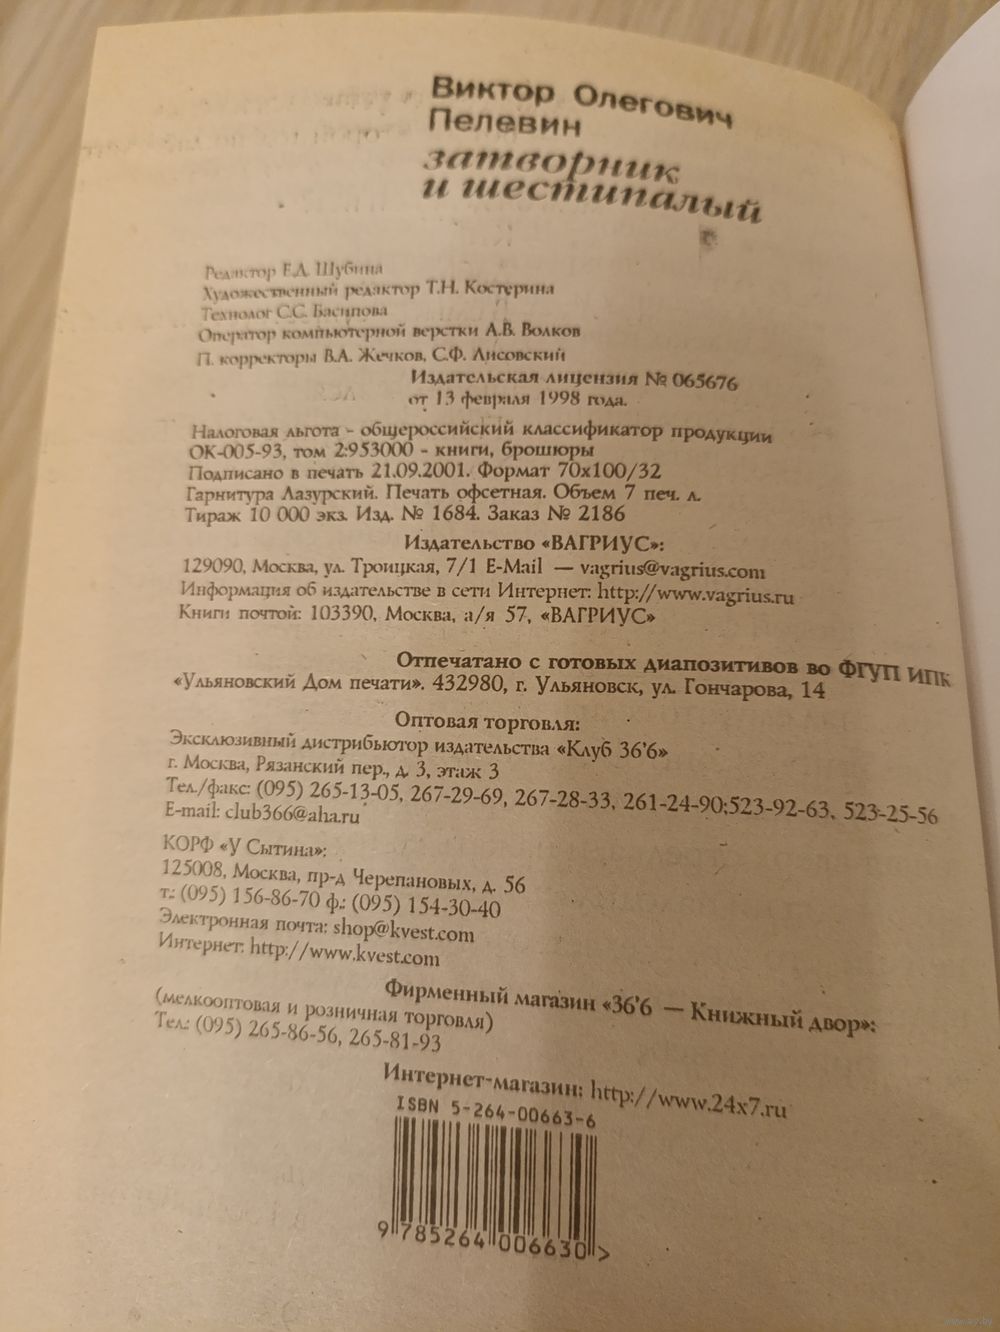 Виктор Олегович
Пелевин
затворник
и шестипалый
Редактор Е.Д. Шубина
Художественный редактор Т.Н. Костерина
Технолог С.С. Басипова
Оператор компьютерной верстки А.В. Волков
П. корректоры В.А. Жечков, С.Ф. Лисовский
Издательская лицензия № 065676
от 13 февраля 1998 года.
Налоговая льгота - общероссийский классификатор продукции
ОК-005-93, том 2:953000 - книги, брошюры
Подписано в печать 21.09.2001. Формат 70х100/32
Гарнитура Лазурский. Печать офсетная. Объем 7 печ. л.
Тираж 10 000 экз. Изд. № 1684. Заказ № 2186
Издательство «ВАГРИУС»:
129090, Москва, ул. Троицкая, 7/1 E-Mail — vagrius@vagrius.com
Информация об издательстве в сети Интернет: http://www.vagrius.ru
Книги почтой: 103390, Москва, а/я 57, «ВАГРИУС»
Отпечатано с готовых диапозитивов во ФГУП ИПК
«Ульяновский Дом печати». 432980, г. Ульяновск, ул. Гончарова, 14
Оптовая торговля:
Эксклюзивный дистрибьютор издательства «Клуб 36'6»
г. Москва, Рязанский пер., д. 3, этаж 3
Тел./факс: (095) 265-13-05, 267-29-69, 267-28-33, 261-24-90;523-92-63, 523-25-56
E-mail: club366@aha.ru
КОРФ «У Сытина»:
125008, Москва, пр-д Черепановых, д. 56
т.: (095) 156-86-70 ф.: (095) 154-30-40
Электронная почта: shop@kvest.com
Интернет: http://www.kvest.com
Фирменный магазин «36'6 — Книжный двор»:
(мелкооптовая и розничная торговля)
Тел.: (095) 265-86-56, 265-81-93
Интернет-магазин: http://www.24x7.ru
ISBN 5-264-00663-6
9 785264 006630 >